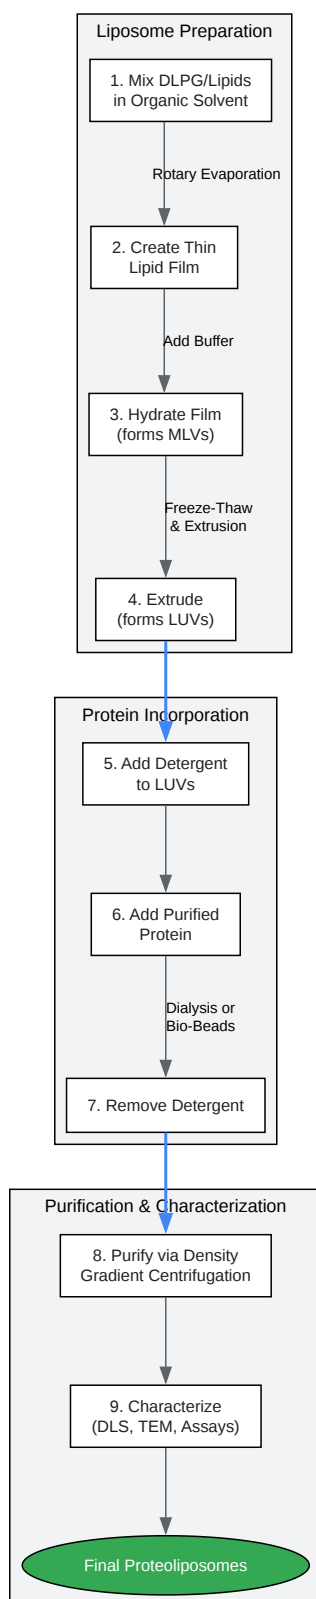 Liposome Preparation
1. Mix DLPG/Lipids
in Organic Solvent
Rotary Evaporation
2. Create Thin
Lipid Film
Add Buffer
3. Hydrate Film
(forms MLVs)
Freeze-Thaw
& Extrusion
4. Extrude
(forms LUVs)
Protein Incorporation
5. Add Detergent
to LUVs
6. Add Purified
Protein
Dialysis or
Bio-Beads
7. Remove Detergent
Purification & Characterization
8. Purify via Density
Gradient Centrifugation
9. Characterize
(DLS, TEM, Assays)
Final Proteoliposomes